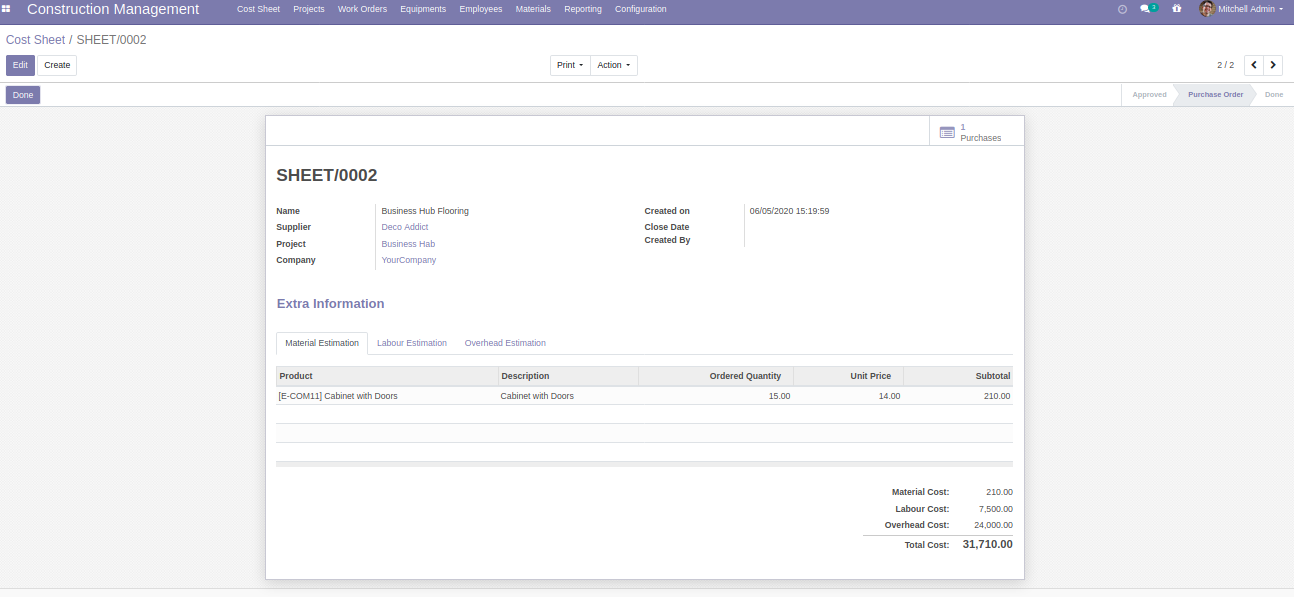 Construction Management Cost Sheet Projects Work Orders Equipments Employees Materials Reporting Configuration 3 Mitchell Admin
Cost Sheet / SHEET/0002
Edit Create Print Action 2 / 2
Done Approved Purchase Order Done
1
Purchases
SHEET/0002
Name Business Hub Flooring Created on 06/05/2020 15:19:59
Supplier Deco Addict Close Date
Project Business Hab Created By
Company YourCompany
Extra Information
Material Estimation Labour Estimation Overhead Estimation
Product Description Ordered Quantity Unit Price Subtotal
[E-COM11] Cabinet with Doors Cabinet with Doors 15.00 14.00 210.00
Material Cost: 210.00
Labour Cost: 7,500.00
Overhead Cost: 24,000.00
Total Cost: 31,710.00